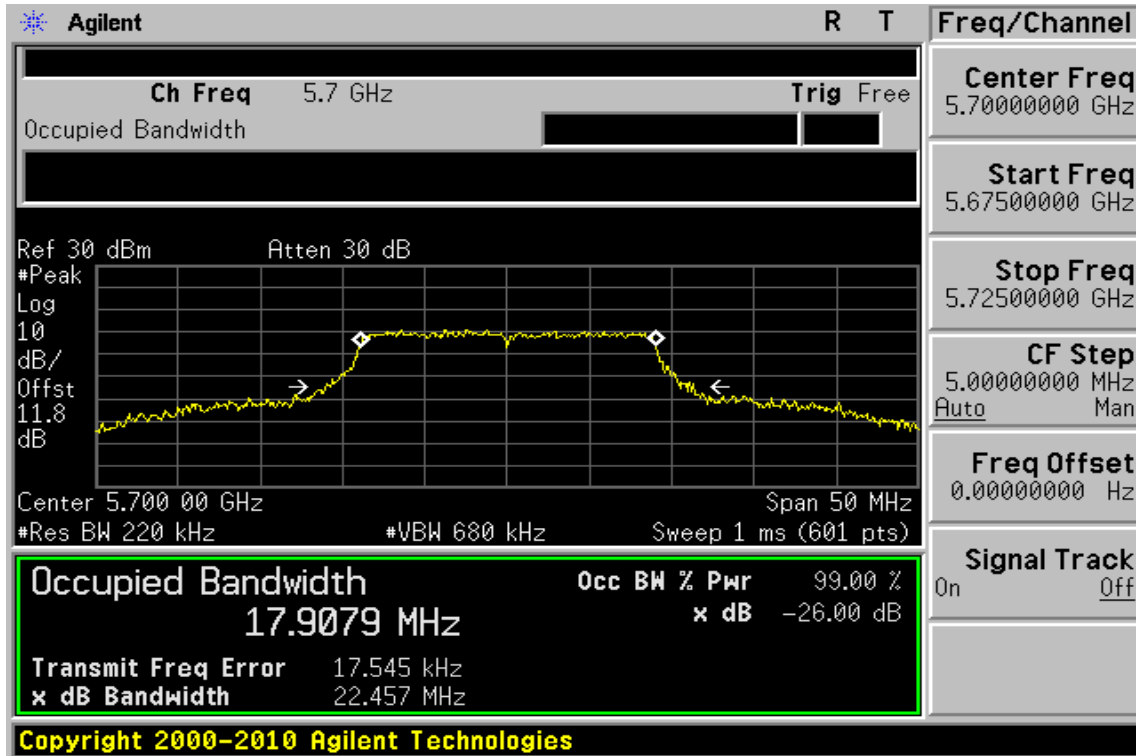 Agilent R T Freq/Channel
Ch Freq 5.7 GHz Trig Free
Occupied Bandwidth
Center Freq
5.70000000 GHz
Start Freq
5.67500000 GHz
Stop Freq
5.72500000 GHz
CF Step
5.00000000 MHz
Auto Man
Freq Offset
0.00000000 Hz
Signal Track
On Off
Ref 30 dBm Atten 30 dB
#Peak
Log
10
dB/
Offst
11.8
dB
Center 5.700 00 GHz Span 50 MHz
#Res BW 220 kHz #VBW 680 kHz Sweep 1 ms (601 pts)
Occupied Bandwidth Occ BW % Pwr 99.00 %
17.9079 MHz x dB -26.00 dB
Transmit Freq Error 17.545 kHz
x dB Bandwidth 22.457 MHz
Copyright 2000-2010 Agilent Technologies